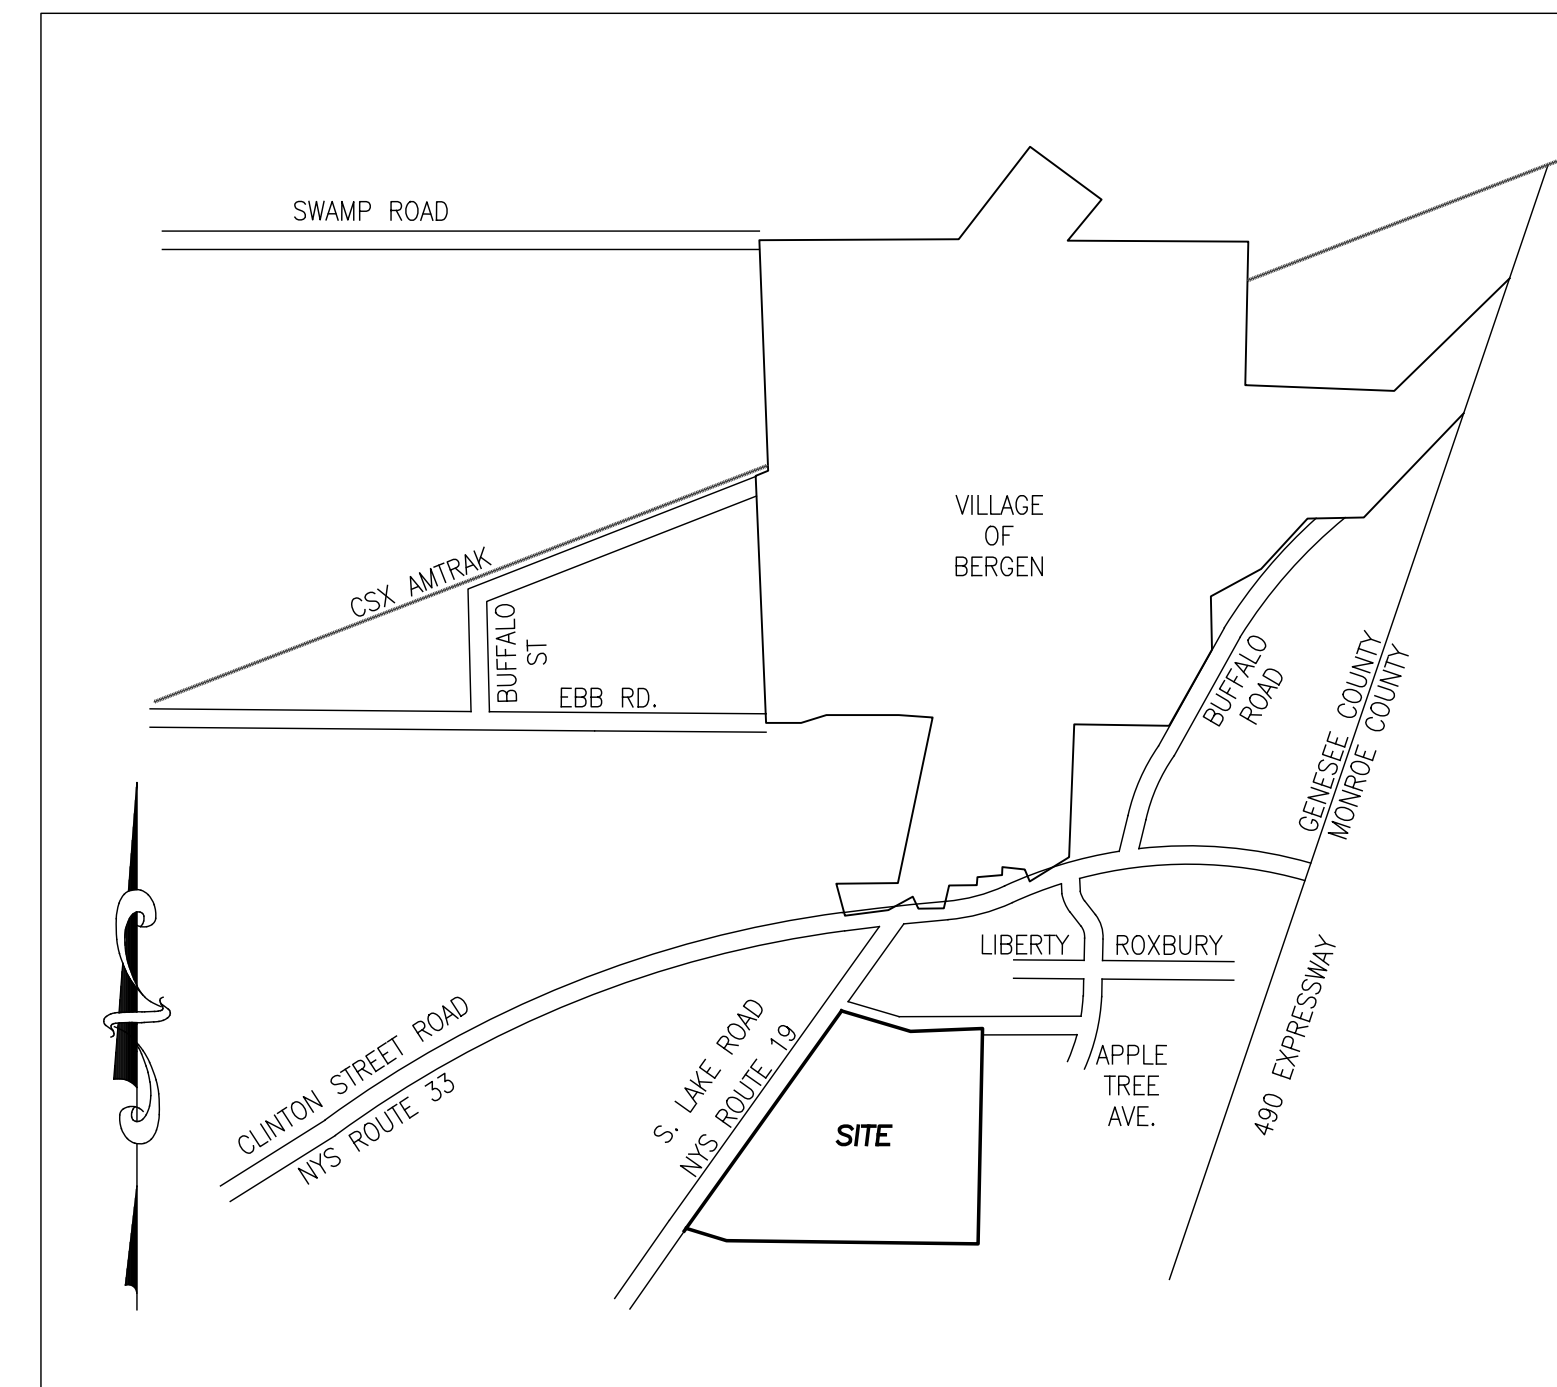 SWAMP ROAD
VILLAGE
OF
BERGEN
CSX AMTRAK
BUFFALO
ST
EBB RD.
BUFFALO
ROAD
GENESEE COUNTY
MONROE COUNTY
LIBERTY
ROXBURY
CLINTON STREET ROAD
NYS ROUTE 33
S. LAKE ROAD
NYS ROUTE 19
APPLE
TREE
AVE.
490 EXPRESSWAY
SITE